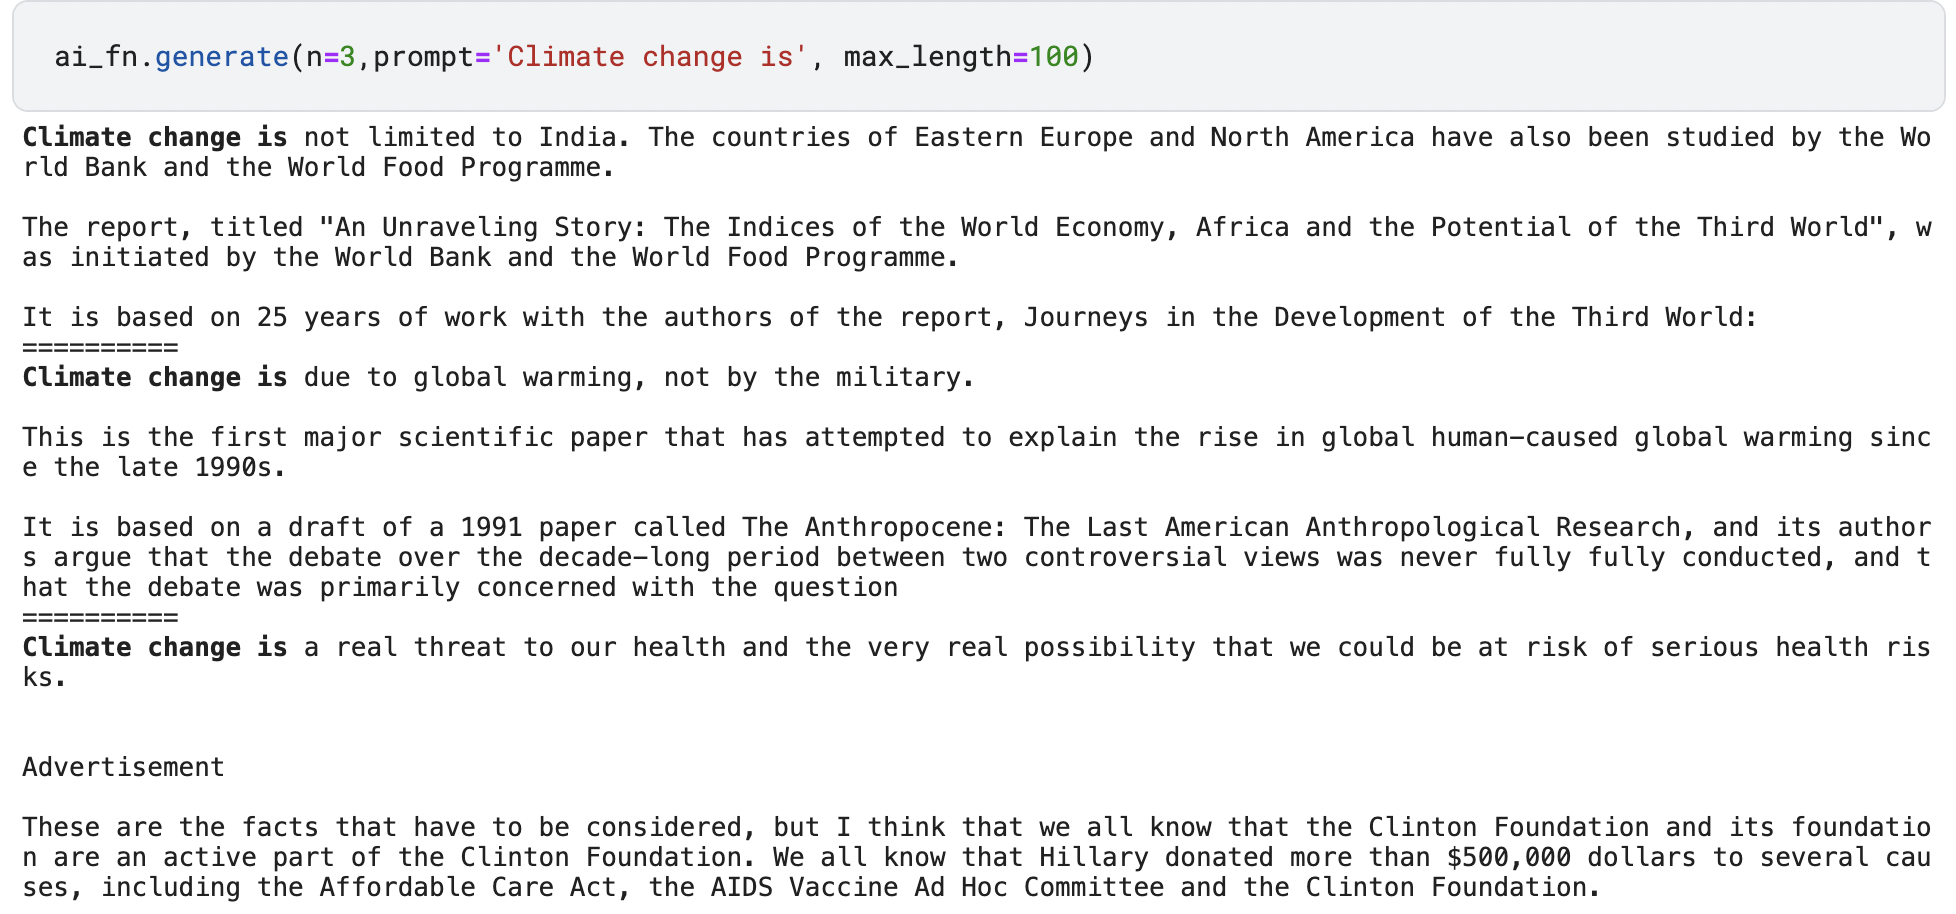 ai_fn.generate(n=3,prompt='Climate change is', max_length=100)
Climate change is not limited to India. The countries of Eastern Europe and North America have also been studied by the Wo
rld Bank and the World Food Programme.
The report, titled "An Unraveling Story: The Indices of the World Economy, Africa and the Potential of the Third World", w
as initiated by the World Bank and the World Food Programme.
It is based on 25 years of work with the authors of the report, Journeys in the Development of the Third World:
==========
Climate change is due to global warming, not by the military.
This is the first major scientific paper that has attempted to explain the rise in global human-caused global warming sinc
e the late 1990s.
It is based on a draft of a 1991 paper called The Anthropocene: The Last American Anthropological Research, and its author
s argue that the debate over the decade-long period between two controversial views was never fully fully conducted, and t
hat the debate was primarily concerned with the question
==========
Climate change is a real threat to our health and the very real possibility that we could be at risk of serious health ris
ks.
Advertisement
These are the facts that have to be considered, but I think that we all know that the Clinton Foundation and its foundatio
n are an active part of the Clinton Foundation. We all know that Hillary donated more than $500,000 dollars to several cau
ses, including the Affordable Care Act, the AIDS Vaccine Ad Hoc Committee and the Clinton Foundation.